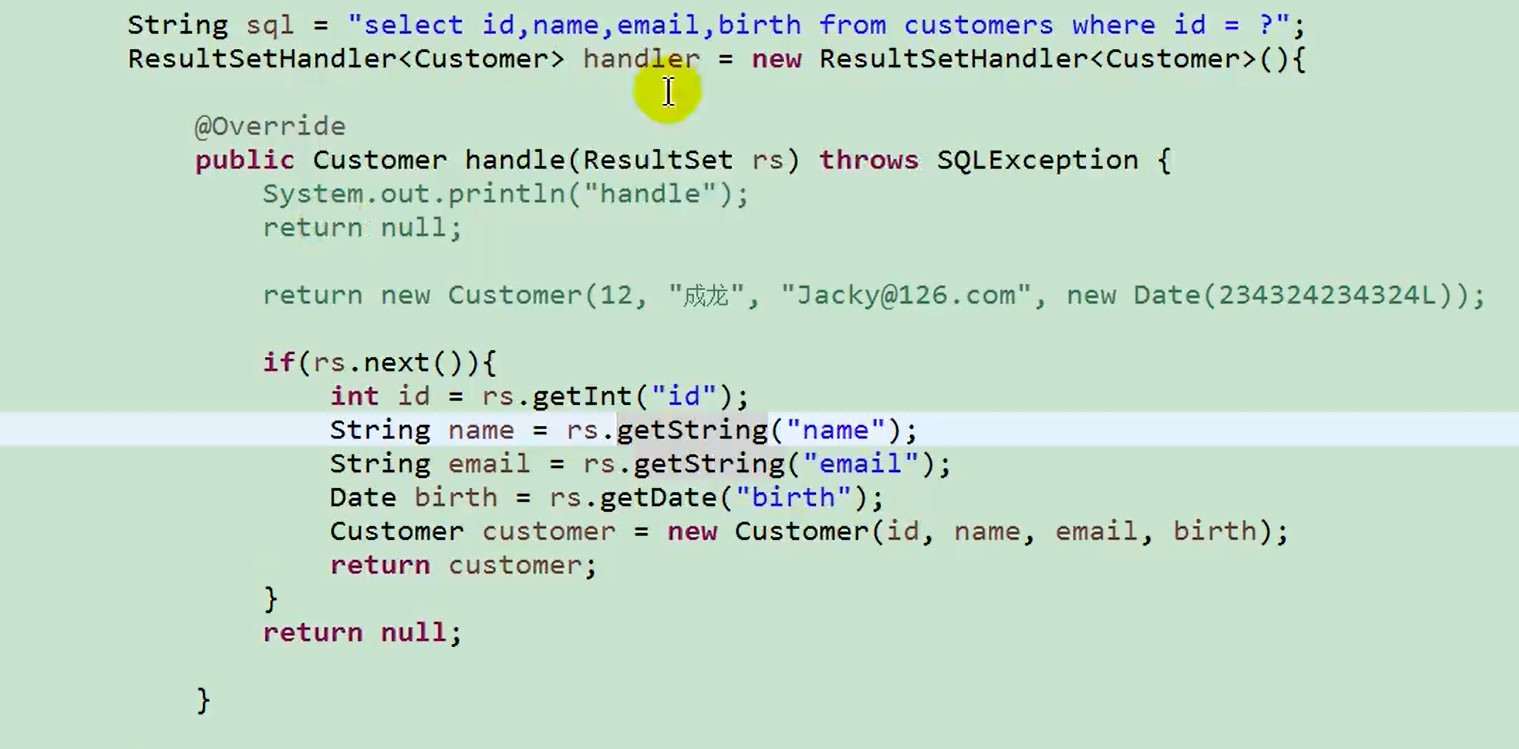 String sql = "select id,name,email,birth from customers where id = ?";
ResultSetHandler<Customer> handler = new ResultSetHandler<Customer>(){
@Override
public Customer handle(ResultSet rs) throws SQLException {
System.out.println("handle");
return null;
return new Customer(12, "成龙", "Jacky@126.com", new Date(234324234324L));
if(rs.next()){
int id = rs.getInt("id");
String name = rs.getString("name");
String email = rs.getString("email");
Date birth = rs.getDate("birth");
Customer customer = new Customer(id, name, email, birth);
return customer;
}
return null;
}